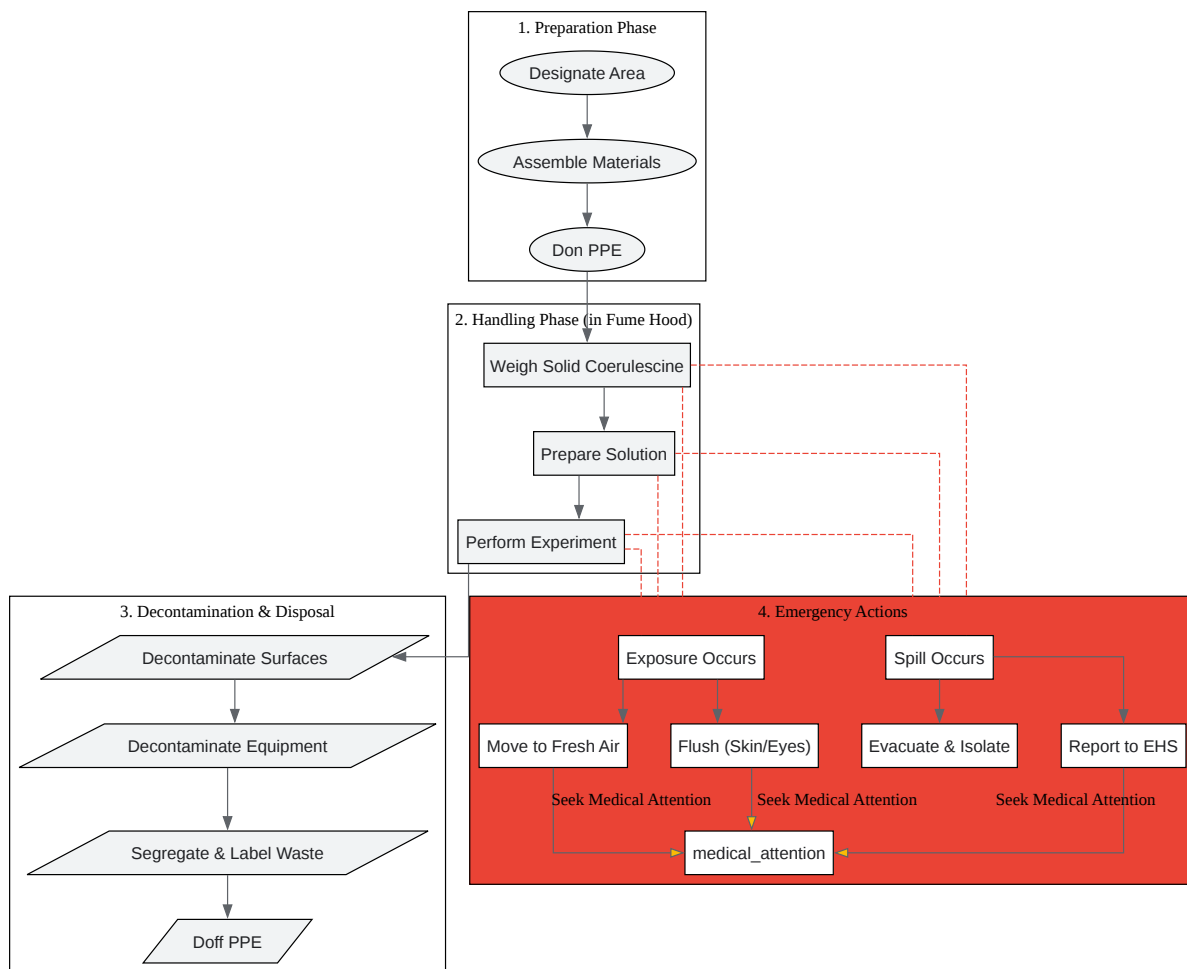 1. Preparation Phase
Designate Area
Assemble Materials
Don PPE
2. Handling Phase (in Fume Hood)
Weigh Solid Coerulescine
Prepare Solution
Perform Experiment
3. Decontamination & Disposal
Decontaminate Surfaces
Decontaminate Equipment
Segregate & Label Waste
Doff PPE
4. Emergency Actions
Exposure Occurs
Spill Occurs
Move to Fresh Air
Flush (Skin/Eyes)
Evacuate & Isolate
Report to EHS
Seek Medical Attention
Seek Medical Attention
Seek Medical Attention
medical_attention